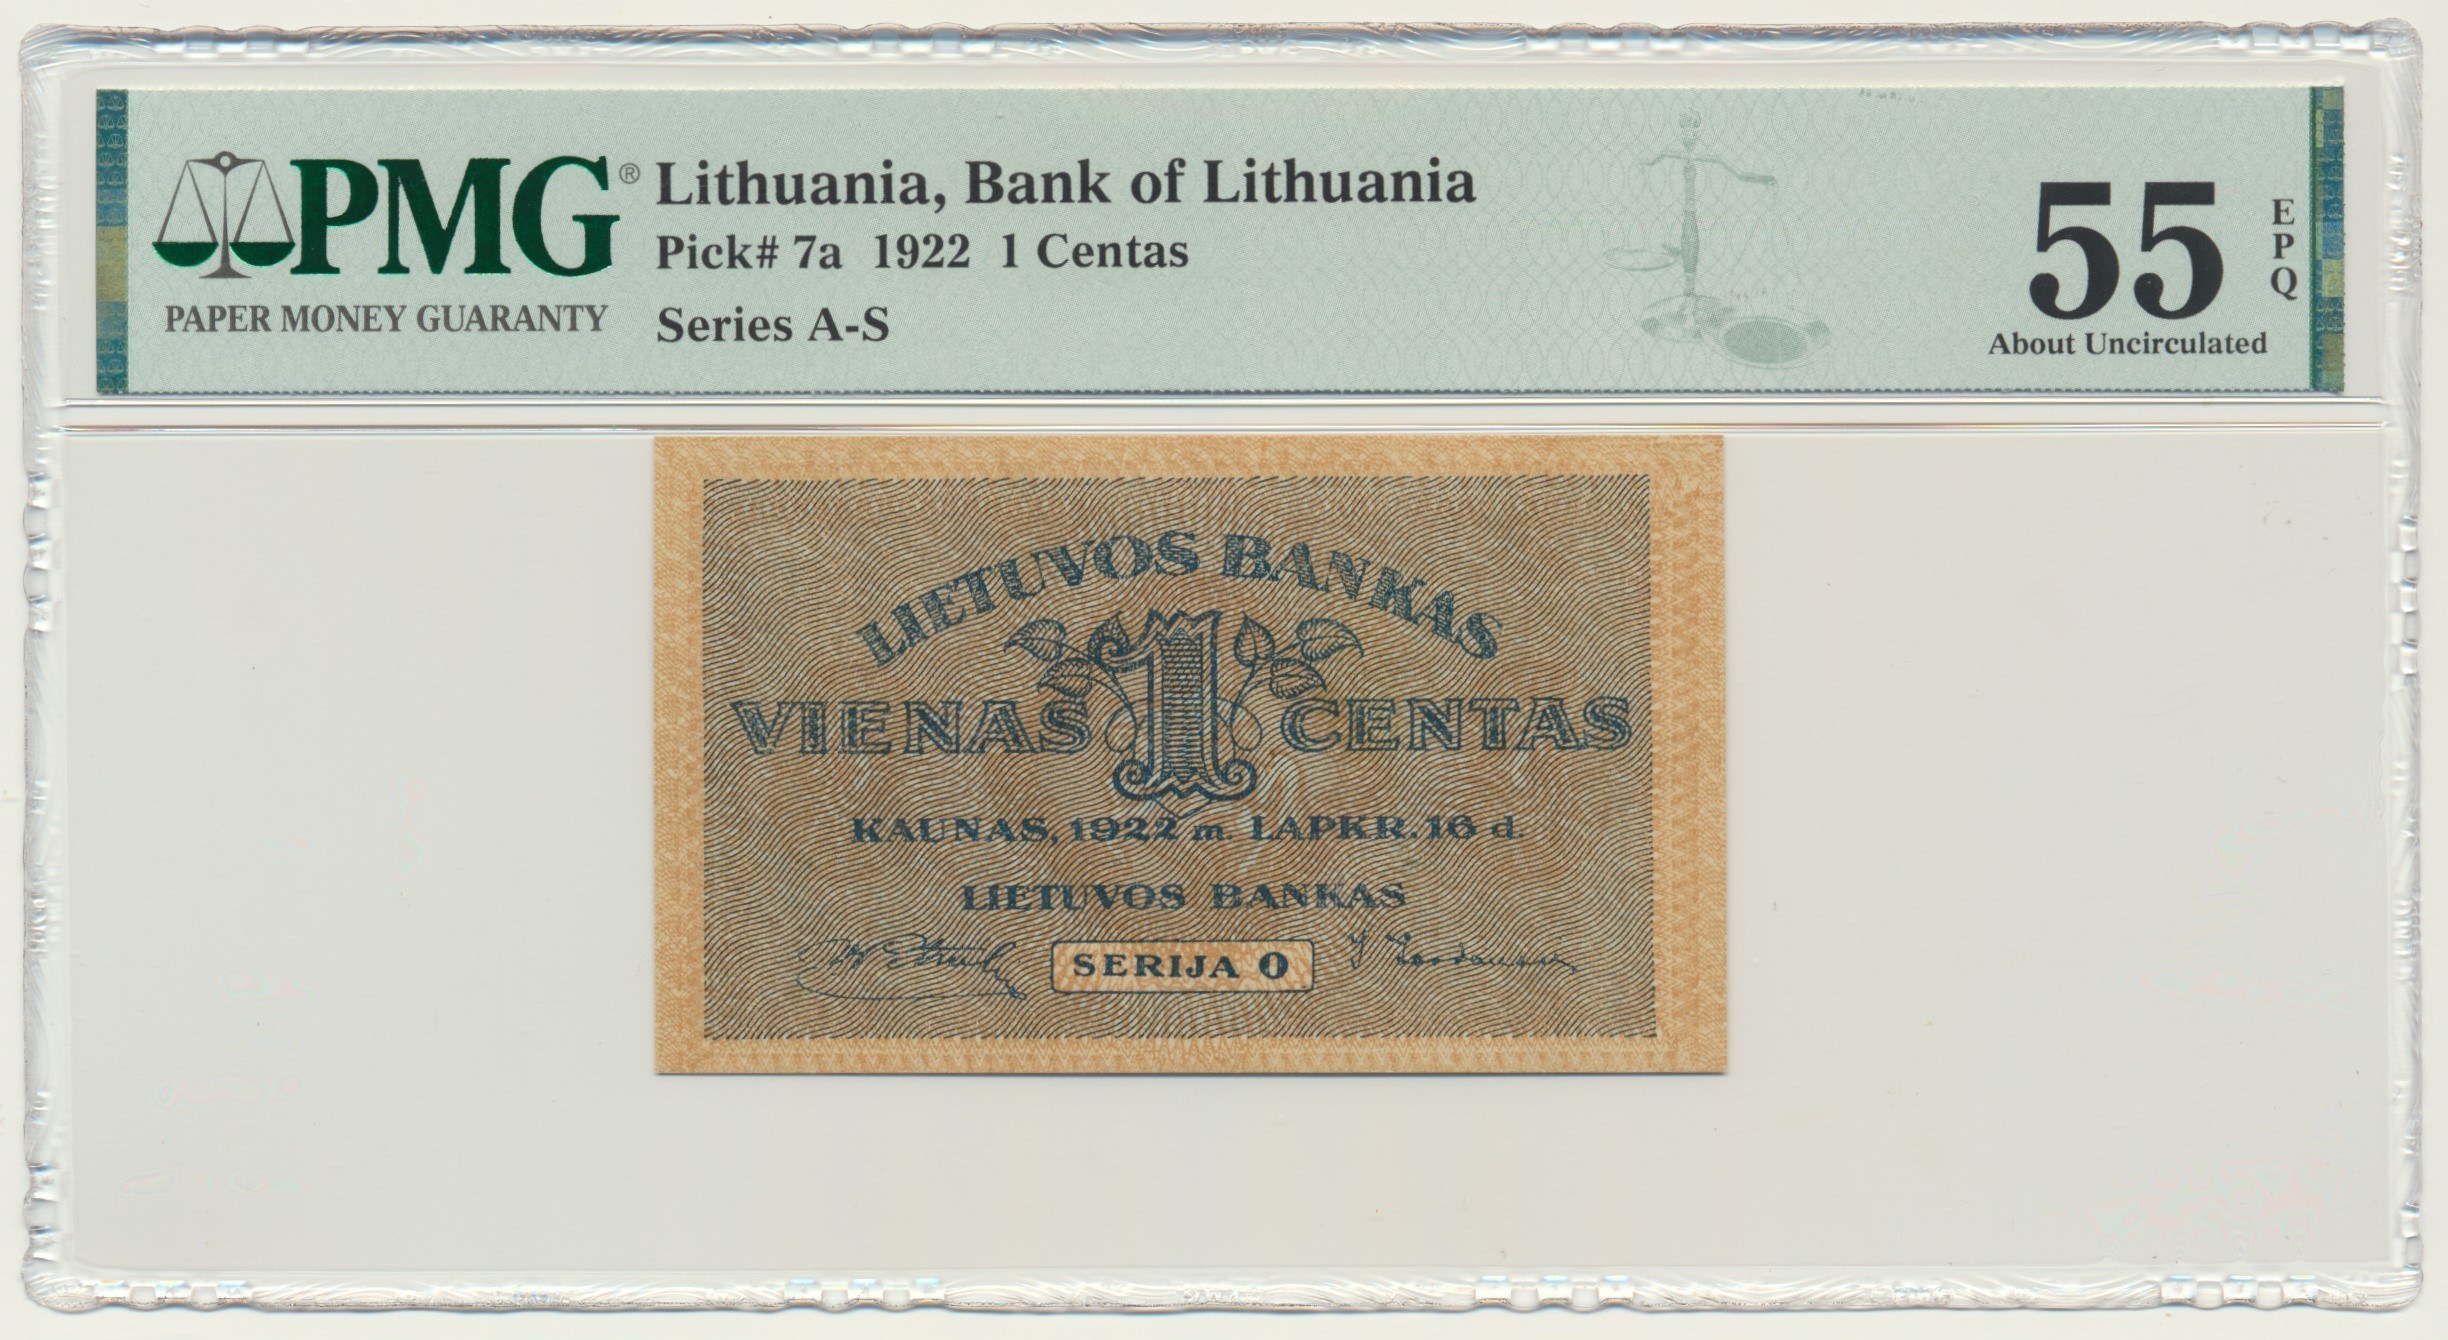 PMG®
PAPER MONEY GUARANTY
Lithuania, Bank of Lithuania
Pick# 7a 1922 1 Centas
Series A-S
55
EPQ
About Uncirculated
LIETUVOS BANKAS
VIENAS 1 CENTAS
KAUNAS, 1922 m. LAPKR. 16 d.
LIETUVOS BANKAS
SERIJA O